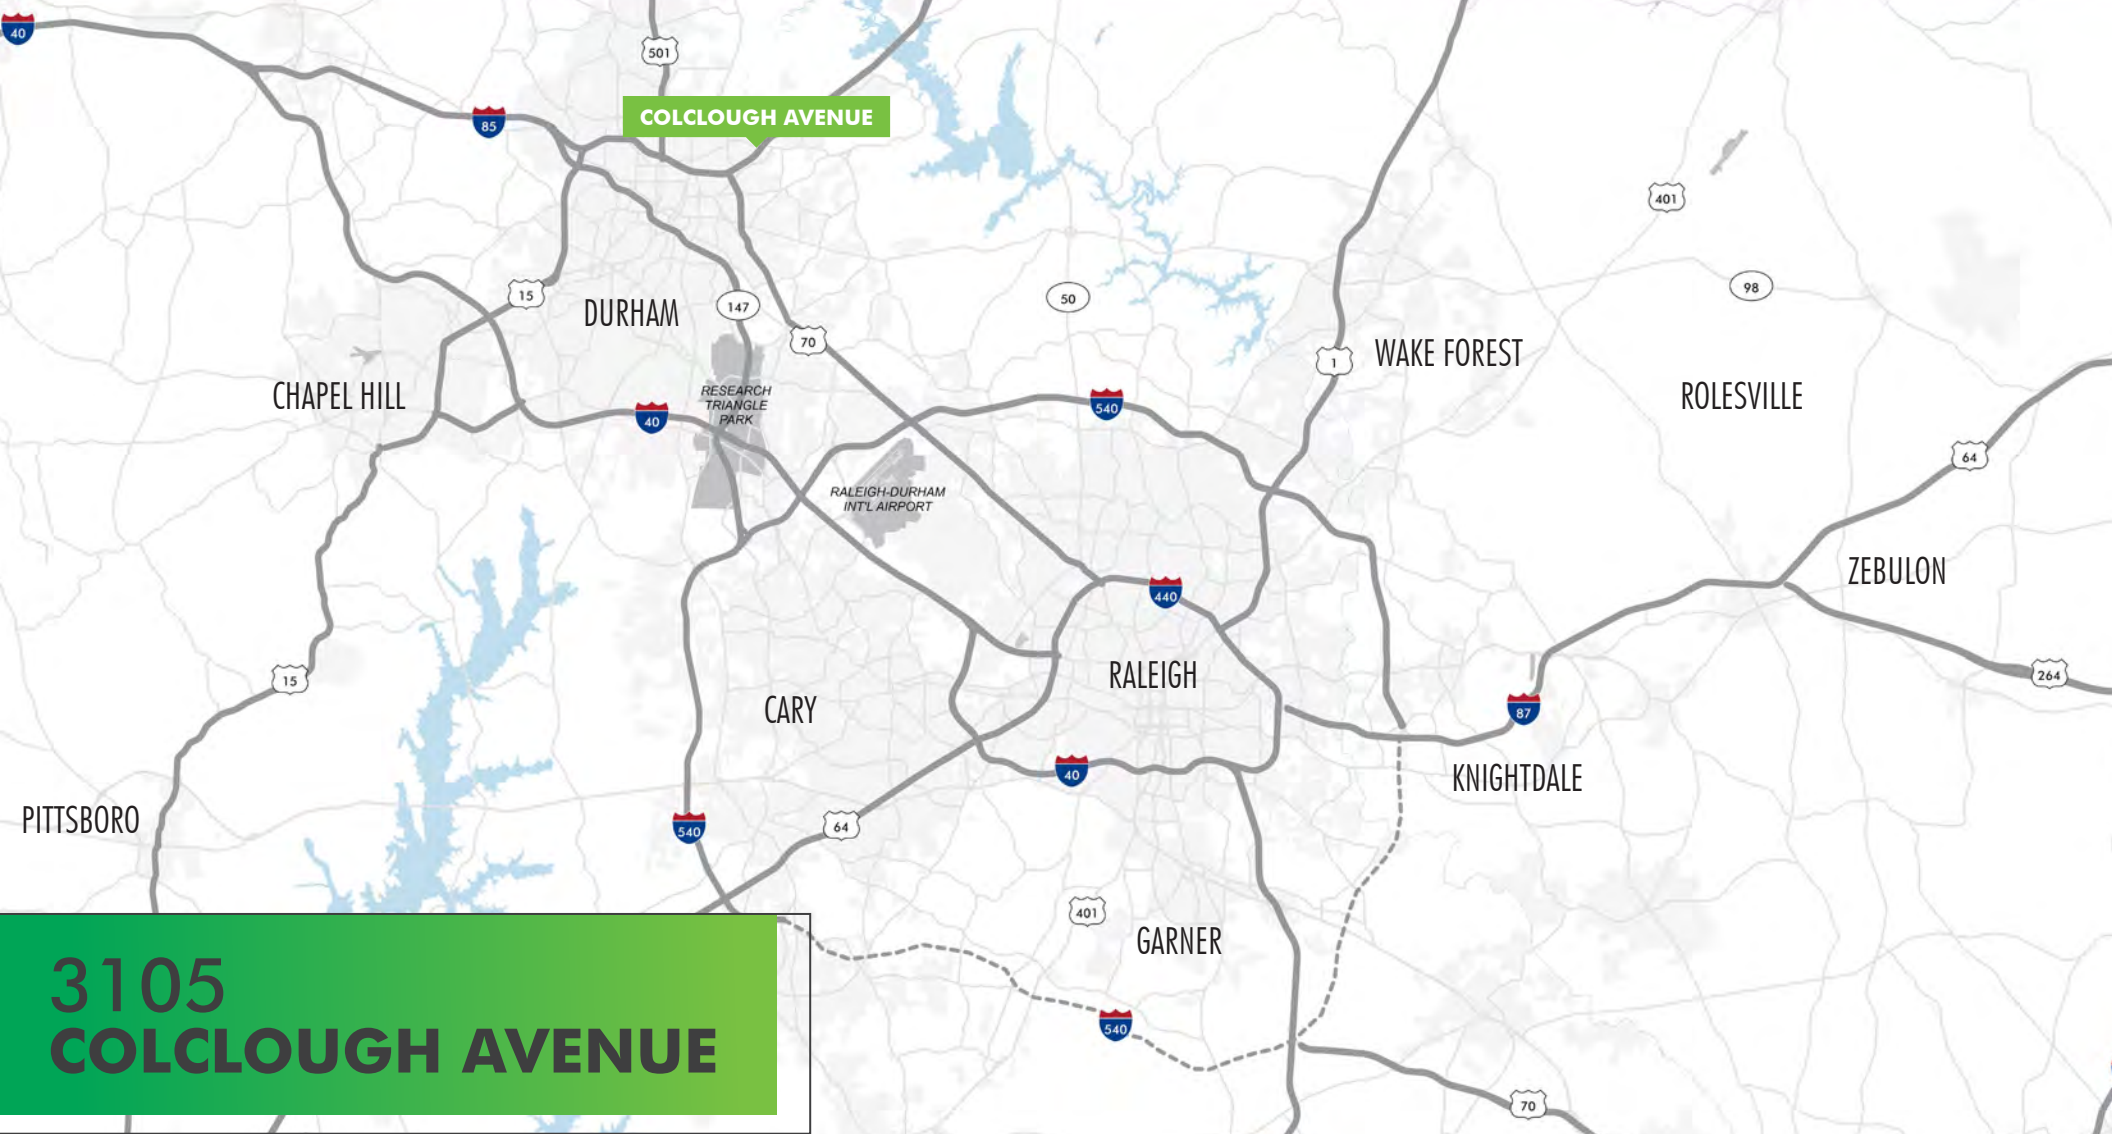 40
501
85
COLCLOUGH AVENUE
401
15
DURHAM
147
50
98
70
1
WAKE FOREST
CHAPEL HILL
RESEARCH
TRIANGLE
PARK
40
540
ROLESVILLE
64
RALEIGH-DURHAM
INT'L AIRPORT
ZEBULON
440
15
RALEIGH
264
CARY
87
40
KNIGHTDALE
PITTSBORO
540
64
401
GARNER
3105
COLCLOUGH AVENUE
540
70